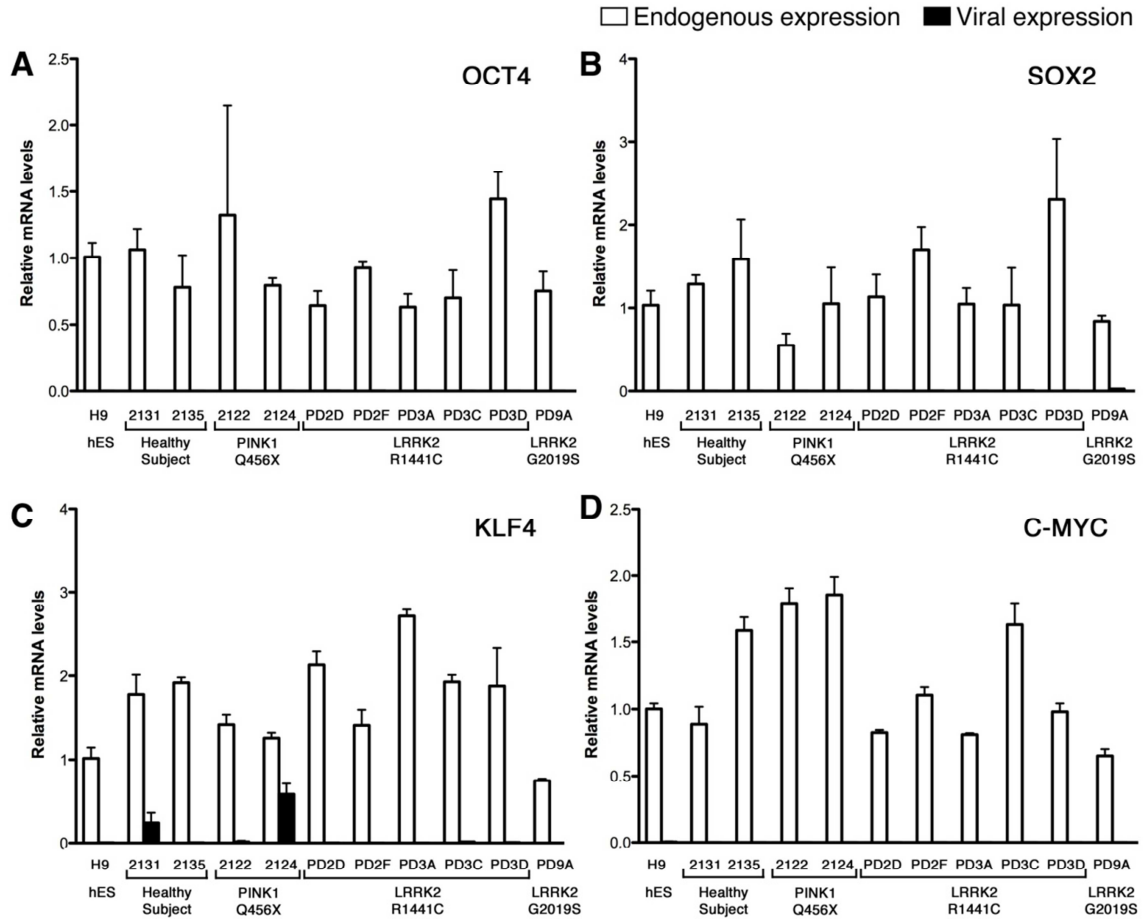 Endogenous expression Viral expression
A
OCT4
Relative mRNA levels
2.5
2.0
1.5
1.0
0.5
0.0
H9 2131 2135 2122 2124 PD2D PD2F PD3A PD3C PD3D PD9A
hES Healthy Subject PINK1 Q456X LRRK2 R1441C LRRK2 G2019S
B
SOX2
Relative mRNA levels
4
3
2
1
0
H9 2131 2135 2122 2124 PD2D PD2F PD3A PD3C PD3D PD9A
hES Healthy Subject PINK1 Q456X LRRK2 R1441C LRRK2 G2019S
C
KLF4
Relative mRNA levels
4
3
2
1
0
H9 2131 2135 2122 2124 PD2D PD2F PD3A PD3C PD3D PD9A
hES Healthy Subject PINK1 Q456X LRRK2 R1441C LRRK2 G2019S
D
C-MYC
Relative mRNA levels
2.5
2.0
1.5
1.0
0.5
0.0
H9 2131 2135 2122 2124 PD2D PD2F PD3A PD3C PD3D PD9A
hES Healthy Subject PINK1 Q456X LRRK2 R1441C LRRK2 G2019S